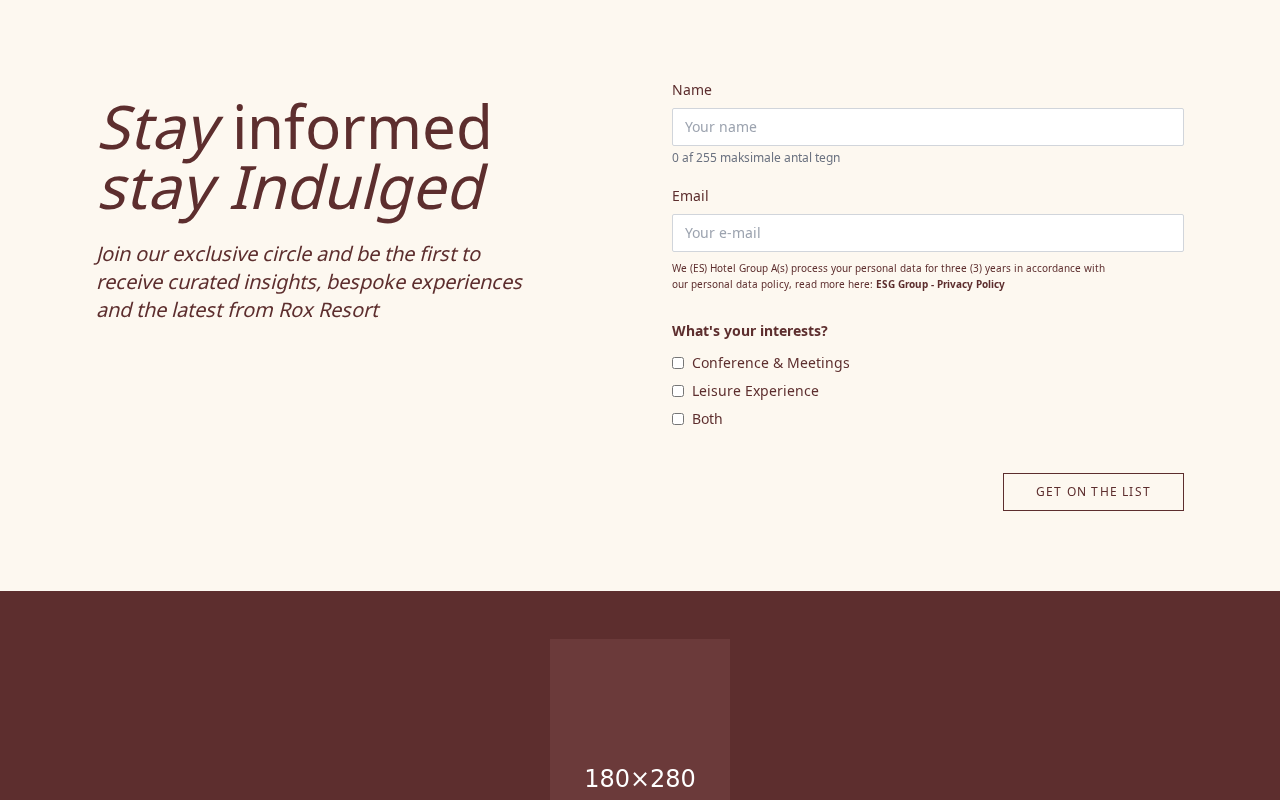 Stay informed
stay Indulged
Join our exclusive circle and be the first to
receive curated insights, bespoke experiences
and the latest from Rox Resort
Name
Your name
0 af 255 maksimale antal tegn
Email
Your e-mail
We (ES) Hotel Group A(s) process your personal data for three (3) years in accordance with
our personal data policy, read more here: ESG Group - Privacy Policy
What's your interests?
Conference & Meetings
Leisure Experience
Both
GET ON THE LIST
180×280